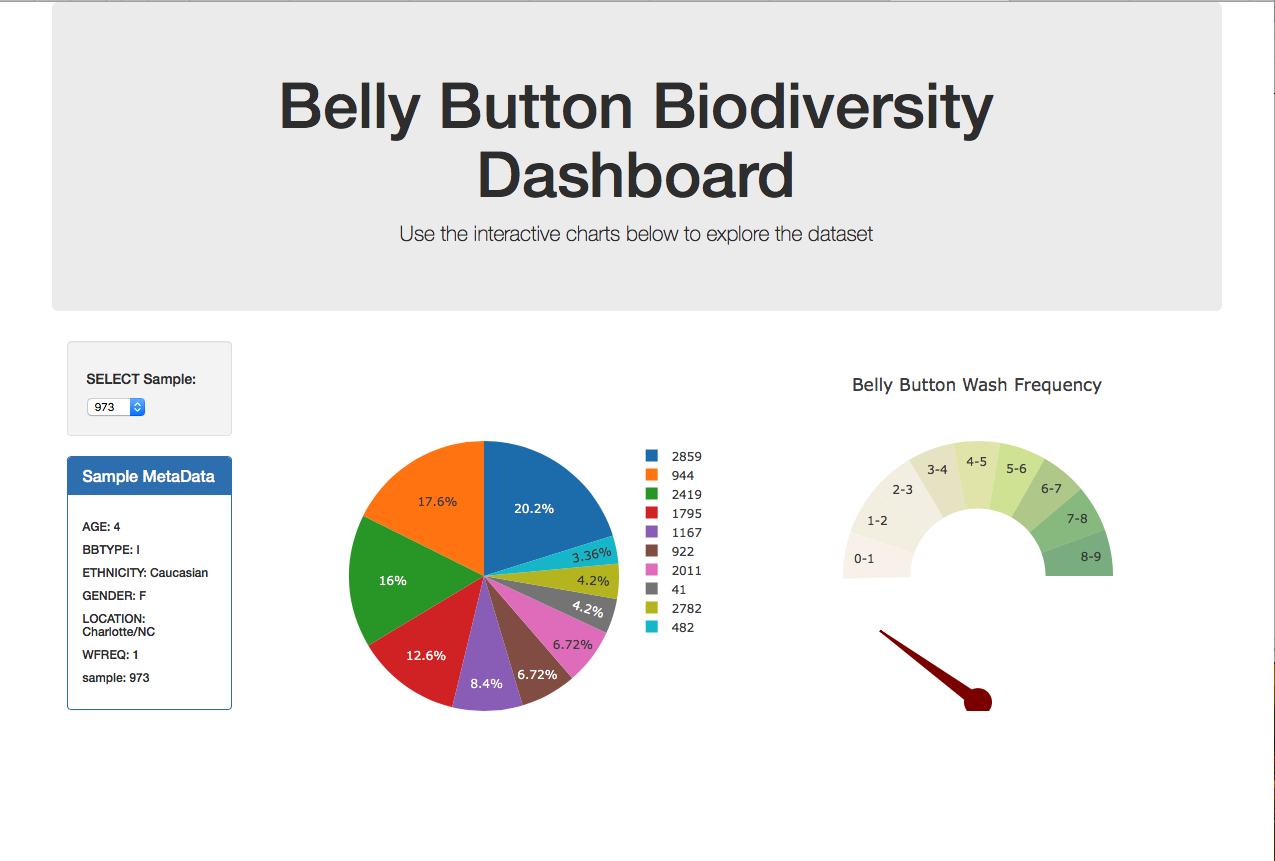 Belly Button Biodiversity
Dashboard
Use the interactive charts below to explore the dataset
SELECT Sample:
973
Sample MetaData
AGE: 4
BBTYPE: I
ETHNICITY: Caucasian
GENDER: F
LOCATION:
Charlotte/NC
WFREQ: 1
sample: 973
20.2%
3.36%
4.2%
4.2%
6.72%
6.72%
8.4%
12.6%
16%
17.6%
2859
944
2419
1795
1167
922
2011
41
2782
482
Belly Button Wash Frequency
0-1
1-2
2-3
3-4
4-5
5-6
6-7
7-8
8-9